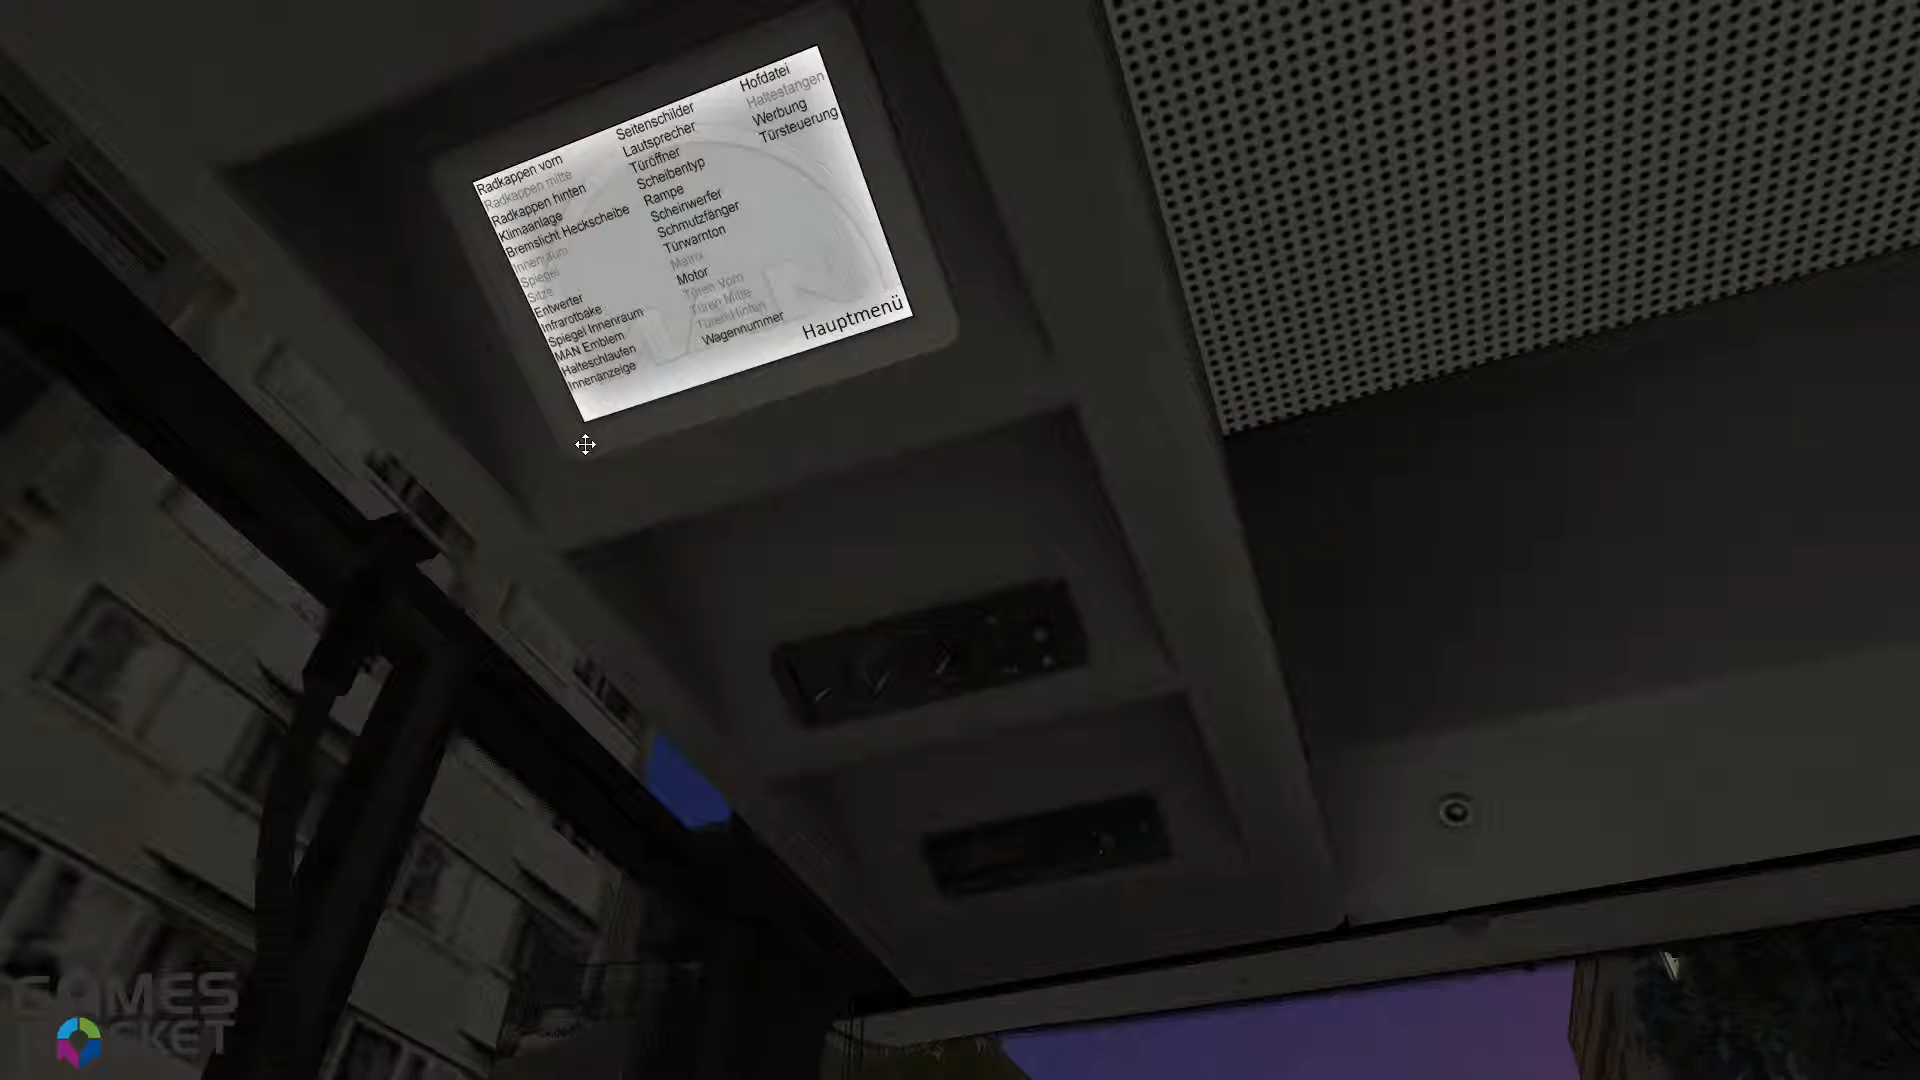 Radkappen vorn
Radkappen mitte
Radkappen hinten
Klimaanlage
Bremslicht Heckscheibe
Innenraum
Spiegel
Sitze
Entwerter
Infrarotbake
Spiegel Innenraum
MAN Emblem
Halteschlaufen
Innenanzeige
Seitenschilder
Lautsprecher
Türöffner
Scheibentyp
Rampe
Scheinwerfer
Schmutzfänger
Türwarnton
Matrix
Motor
Türen Vorn
Türen Mitte
Türen Hinten
Wagennummer
Hofdatei
Haltestangen
Werbung
Türsteuerung
Hauptmenü
GAMES